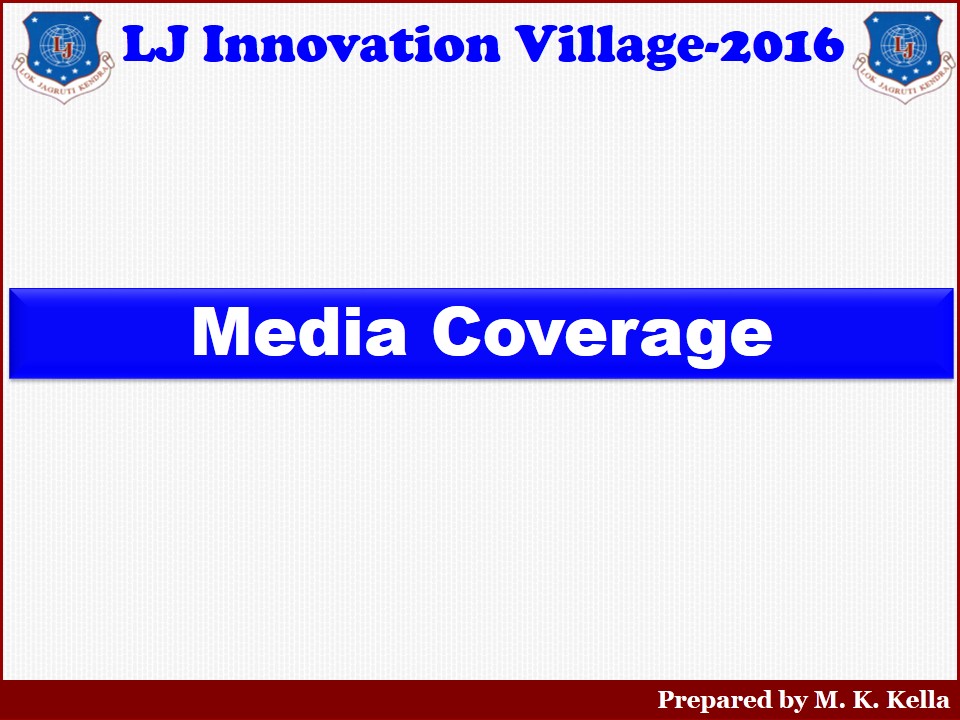 LJ Innovation Village-2016
LJ
LOK JAGRUTI KENDRA
LJ
LOK JAGRUTI KENDRA
Media Coverage
Prepared by M. K. Kella